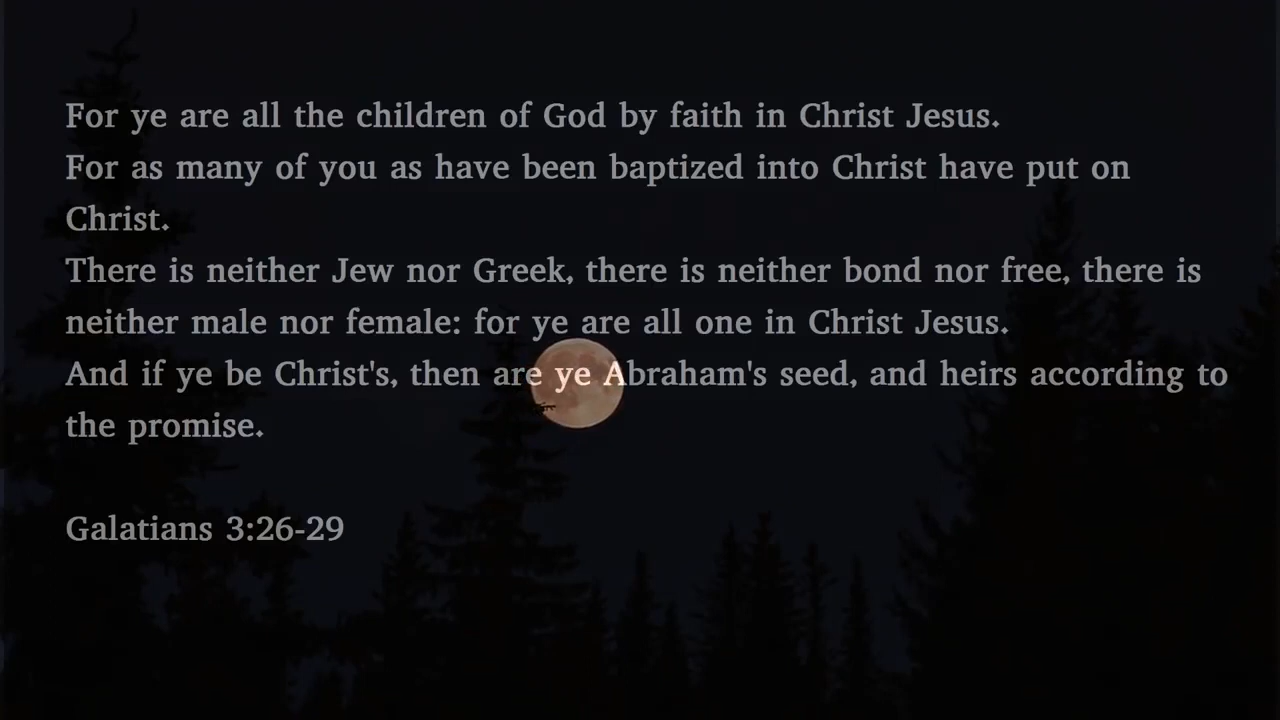 For ye are all the children of God by faith in Christ Jesus.
For as many of you as have been baptized into Christ have put on
Christ.
There is neither Jew nor Greek, there is neither bond nor free, there is
neither male nor female: for ye are all one in Christ Jesus.
And if ye be Christ's, then are ye Abraham's seed, and heirs according to
the promise.
Galatians 3:26-29